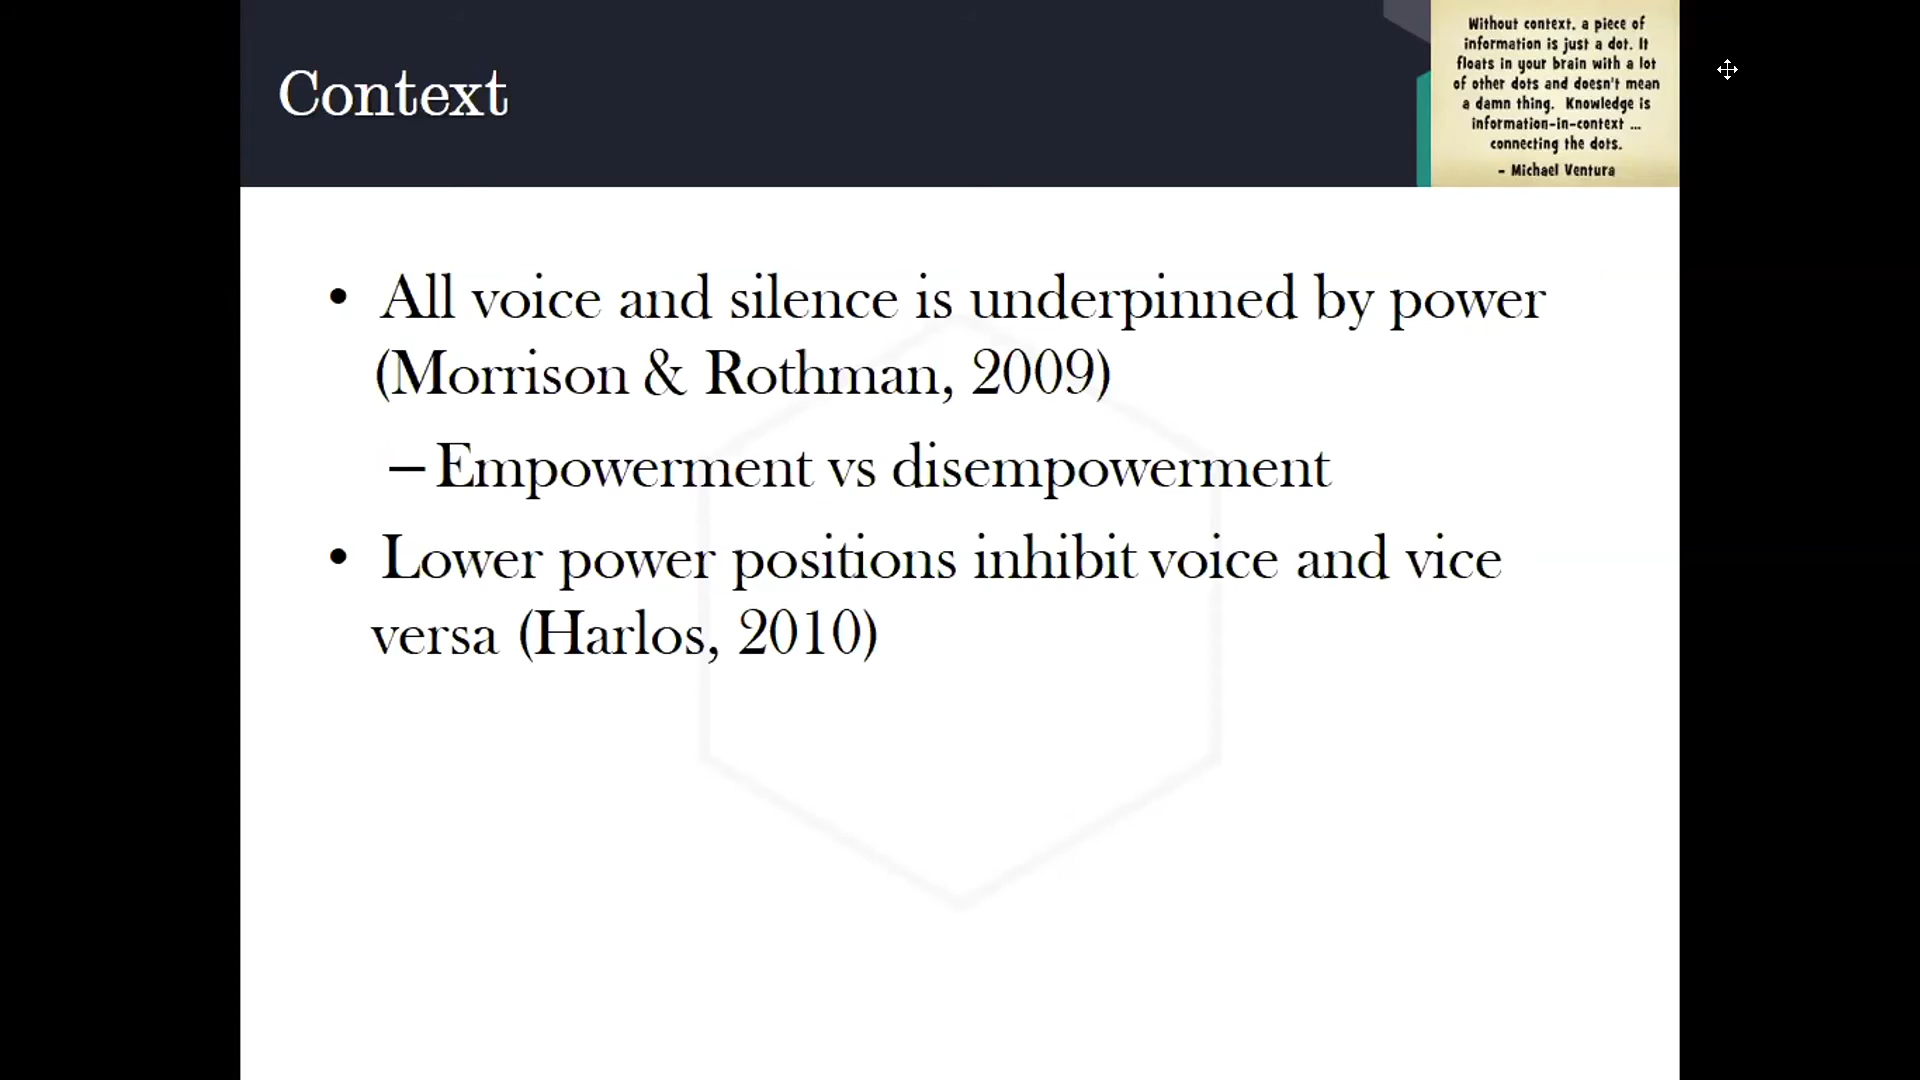 Context
Without context, a piece of
information is just a dot. It
floats in your brain with a lot
of other dots and doesn't mean
a damn thing. Knowledge is
information-in-context ...
connecting the dots.
- Michael Ventura
• All voice and silence is underpinned by power
(Morrison & Rothman, 2009)
– Empowerment vs disempowerment
• Lower power positions inhibit voice and vice
versa (Harlos, 2010)